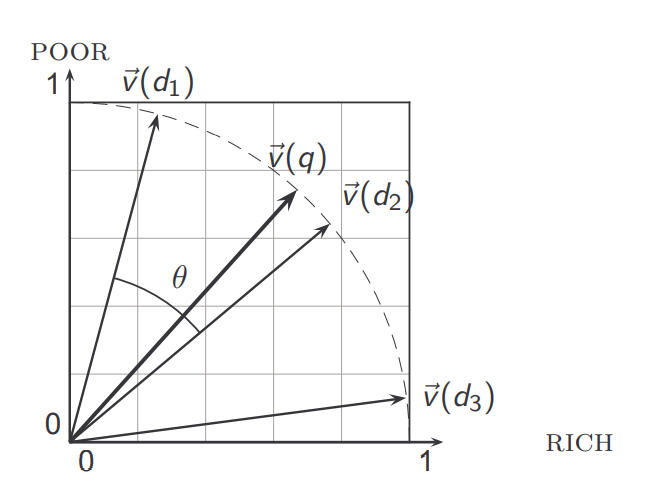 POOR
1
v⃗(d₁)
v⃗(q)
v⃗(d₂)
θ
v⃗(d₃)
0
0
1
RICH